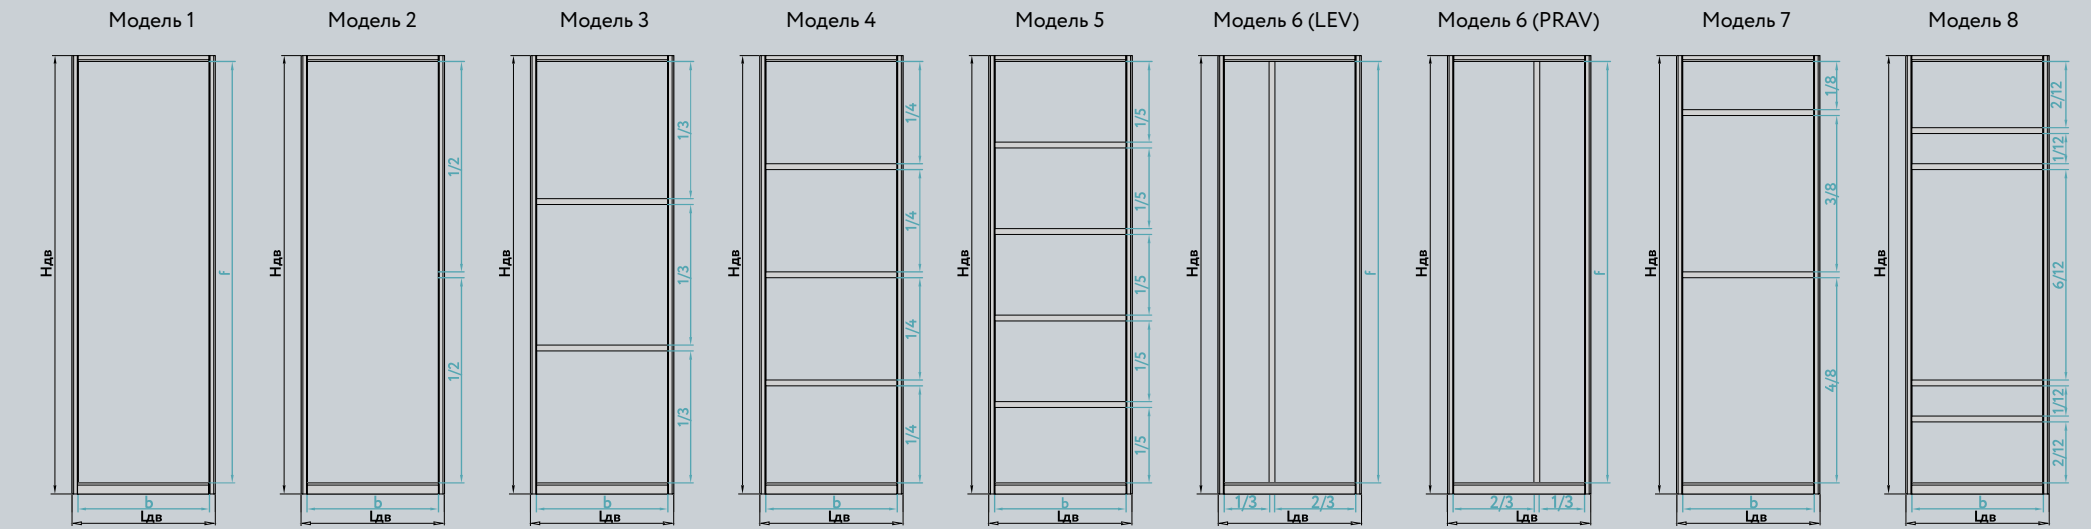 Модель 1
Модель 2
Модель 3
Модель 4
Модель 5
Модель 6 (LEV)
Модель 6 (PRAV)
Модель 7
Модель 8
Hдв
f
b
Lдв
Hдв
1/2
1/2
b
Lдв
Hдв
1/3
1/3
1/3
b
Lдв
Hдв
1/4
1/4
1/4
1/4
b
Lдв
Hдв
1/5
1/5
1/5
1/5
1/5
b
Lдв
Hдв
f
1/3
2/3
Lдв
Hдв
f
2/3
1/3
Lдв
Hдв
1/8
3/8
4/8
b
Lдв
Hдв
2/12
1/12
6/12
1/12
2/12
b
Lдв